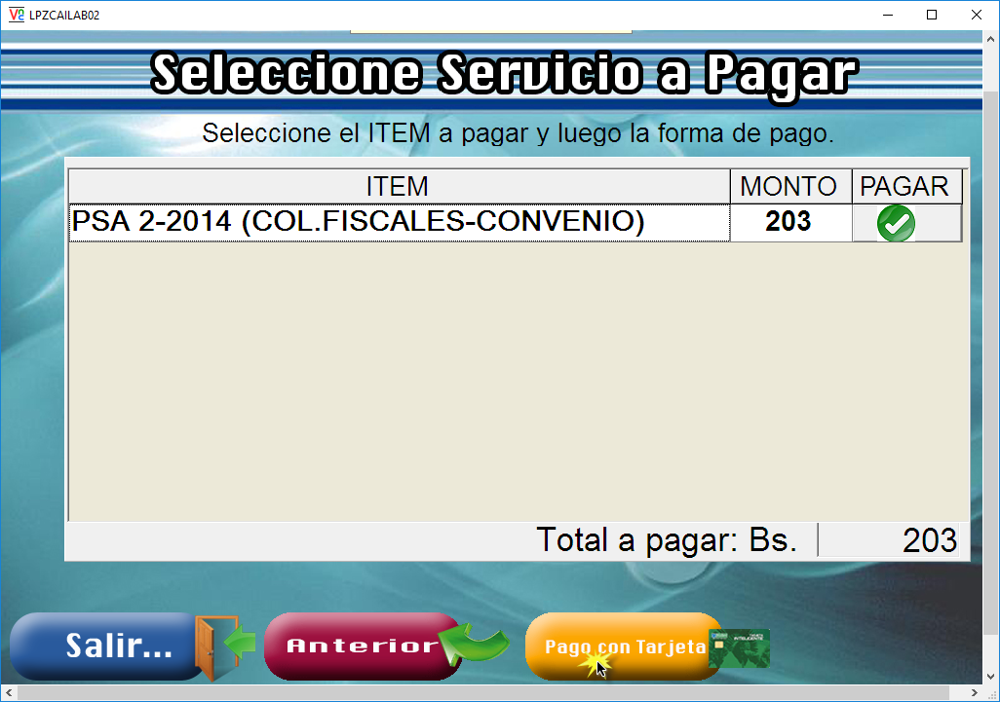 LPZCAILAB02
Seleccione Servicio a Pagar
Seleccione el ITEM a pagar y luego la forma de pago.
ITEM MONTO PAGAR
PSA 2-2014 (COL.FISCALES-CONVENIO) 203
Total a pagar: Bs. 203
Salir... Anterior Pago con Tarjeta